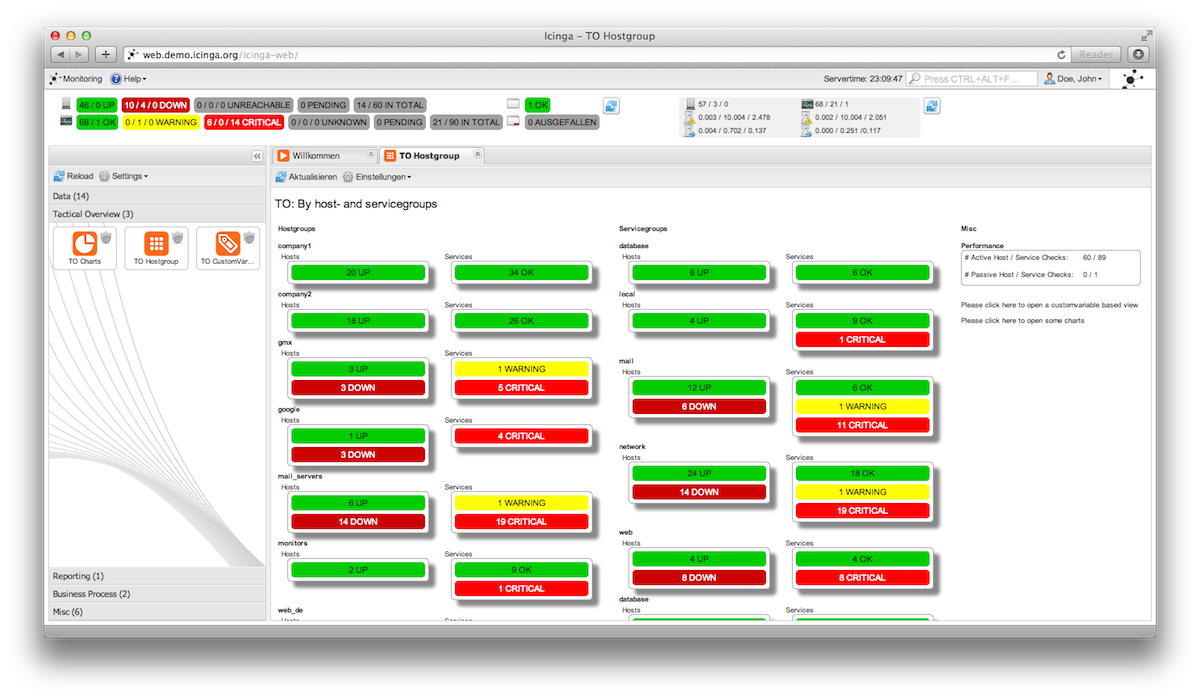 Icinga – TO Hostgroup
web.demo.icinga.org/icinga-web/
Reader
Monitoring
Help
Servertime: 23:09:47
Press CTRL+ALT+F ...
Doe, John
46 / 0 UP
10 / 4 / 0 DOWN
0 / 0 / 0 UNREACHABLE
0 PENDING
14 / 60 IN TOTAL
1 OK
68 / 1 OK
0 / 1 / 0 WARNING
6 / 0 / 14 CRITICAL
0 / 0 / 0 UNKNOWN
0 PENDING
21 / 90 IN TOTAL
0 AUSGEFALLEN
57 / 3 / 0
68 / 21 / 1
0.003 / 10.004 / 2.478
0.002 / 10.004 / 2.051
0.004 / 0.702 / 0.137
0.000 / 0.251 /0.117
Reload
Settings
Data (14)
Tactical Overview (3)
TO Charts
TO Hostgroup
TO CustomVar...
Reporting (1)
Business Process (2)
Misc (6)
Willkommen
TO Hostgroup
Aktualisieren
Einstellungen
TO: By host- and servicegroups
Hostgroups
company1
Hosts
Services
20 UP
34 OK
company2
Hosts
Services
18 UP
26 OK
gmx
Hosts
Services
3 UP
1 WARNING
3 DOWN
5 CRITICAL
google
Hosts
Services
1 UP
4 CRITICAL
3 DOWN
mail_servers
Hosts
Services
6 UP
1 WARNING
14 DOWN
19 CRITICAL
monitors
Hosts
Services
2 UP
9 OK
1 CRITICAL
web_de
Servicegroups
database
Hosts
Services
6 UP
6 OK
local
Hosts
Services
4 UP
9 OK
1 CRITICAL
mail
Hosts
Services
12 UP
6 OK
6 DOWN
1 WARNING
11 CRITICAL
network
Hosts
Services
24 UP
18 OK
14 DOWN
1 WARNING
19 CRITICAL
web
Hosts
Services
4 UP
4 OK
8 DOWN
8 CRITICAL
database
Hosts
Services
Misc
Performance
# Active Host / Service Checks: 60 / 89
# Passive Host / Service Checks: 0 / 1
Please click here to open a customvariable based view
Please click here to open some charts